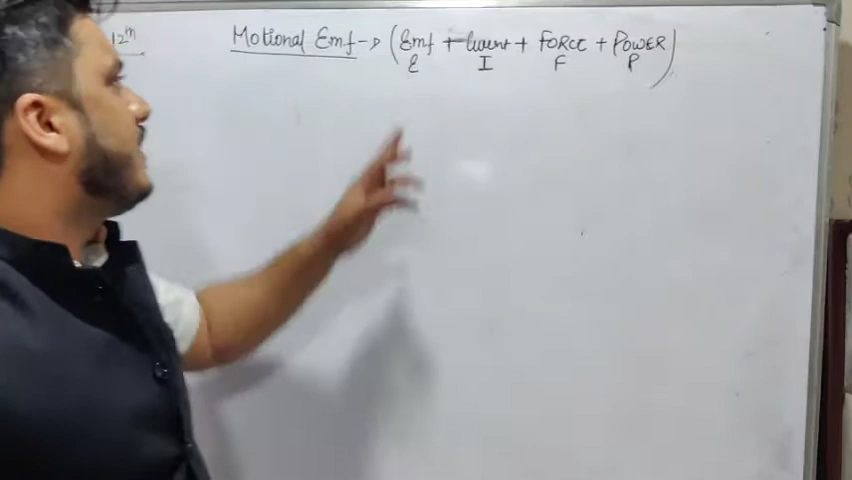 12th
Motional Emf → (Emf + Current + FORCE + POWER)
ε I F P